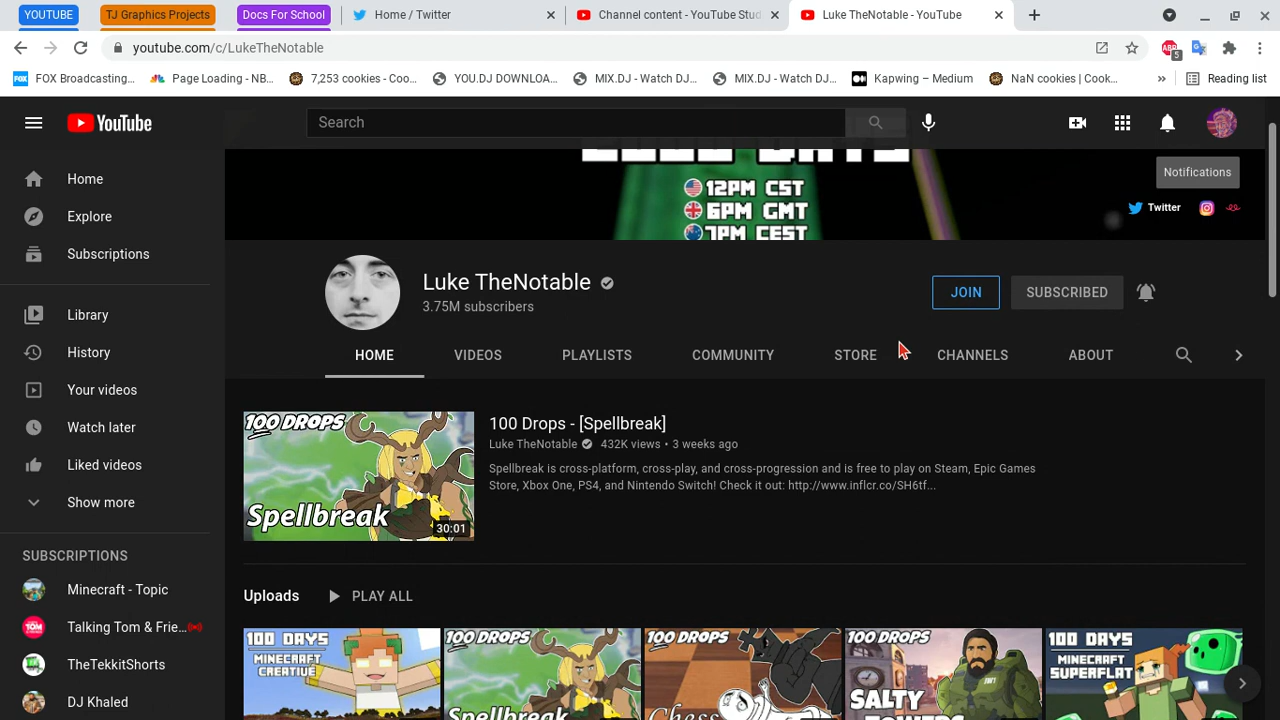 YOUTUBE TJ Graphics Projects Docs For School Home / Twitter Channel content - YouTube Stud Luke TheNotable - YouTube
youtube.com/c/LukeTheNotable ABP 5
FOX FOX Broadcasting... Page Loading - NB... 7,253 cookies - Coo... YOU.DJ DOWNLOA... MIX.DJ - Watch DJ... MIX.DJ - Watch DJ... Kapwing – Medium NaN cookies | Cook... » Reading list
YouTube Search
Notifications
Twitter
12PM CST
6PM GMT
7PM CEST
Home
Explore
Subscriptions
Library
History
Your videos
Watch later
Liked videos
Show more
SUBSCRIPTIONS
Minecraft - Topic
Talking Tom & Frie...
TheTekkitShorts
DJ Khaled
Luke TheNotable
3.75M subscribers
JOIN SUBSCRIBED
HOME VIDEOS PLAYLISTS COMMUNITY STORE CHANNELS ABOUT
100 DROPS
Spellbreak
30:01
100 Drops - [Spellbreak]
Luke TheNotable 432K views • 3 weeks ago
Spellbreak is cross-platform, cross-play, and cross-progression and is free to play on Steam, Epic Games
Store, Xbox One, PS4, and Nintendo Switch! Check it out: http://www.inflcr.co/SH6tf...
Uploads PLAY ALL
100 DAYS
MINECRAFT
CREATIVE
100 DROPS
Spellbreak
100 DROPS
Chess
100 DROPS
SALTY
TOWERS
100 DAYS
MINECRAFT
SUPERFLAT